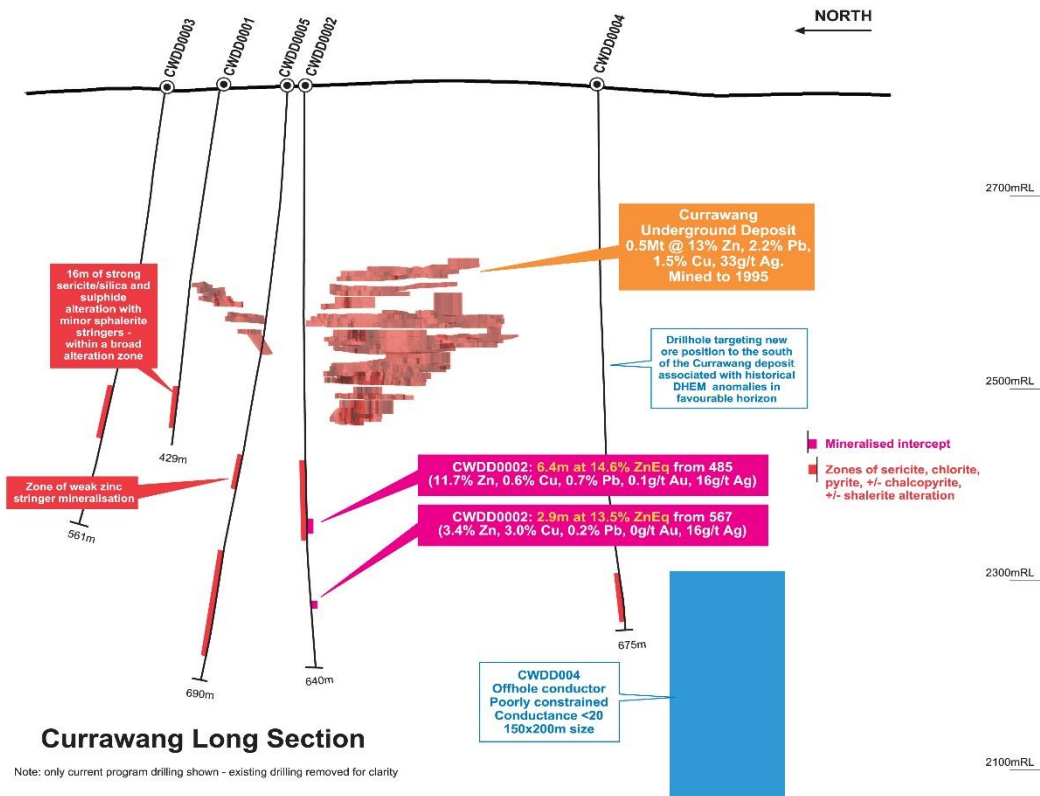 CWDD0003
CWDD0001
CWDD0005
CWDD0002
CWDD0004
NORTH
2700mRL
2500mRL
2300mRL
2100mRL
Currawang
Underground Deposit
0.5Mt @ 13% Zn, 2.2% Pb,
1.5% Cu, 33g/t Ag.
Mined to 1995
16m of strong
sericite/silica and
sulphide
alteration with
minor sphalerite
stringers -
within a broad
alteration zone
Drillhole targeting new
ore position to the south
of the Currawang deposit
associated with historical
DHEM anomalies in
favourable horizon
429m
Mineralised intercept
Zones of sericite, chlorite,
pyrite, +/- chalcopyrite,
+/- shalerite alteration
CWDD0002: 6.4m at 14.6% ZnEq from 485
(11.7% Zn, 0.6% Cu, 0.7% Pb, 0.1g/t Au, 16g/t Ag)
Zone of weak zinc
stringer mineralisation
CWDD0002: 2.9m at 13.5% ZnEq from 567
(3.4% Zn, 3.0% Cu, 0.2% Pb, 0g/t Au, 16g/t Ag)
561m
675m
640m
690m
CWDD004
Offhole conductor
Poorly constrained
Conductance <20
150x200m size
Currawang Long Section
Note: only current program drilling shown - existing drilling removed for clarity